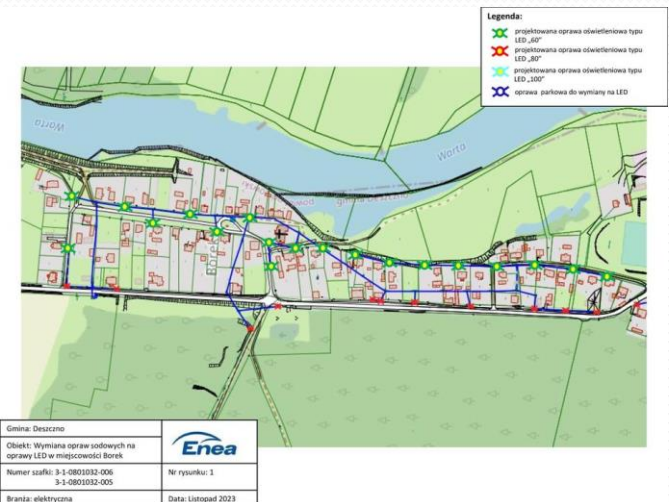 Legenda:
projektowana oprawa oświetleniowa typu
LED „60"
projektowana oprawa oświetleniowa typu
LED „80"
projektowana oprawa oświetleniowa typu
LED „100"
oprawa parkowa do wymiany na LED
Warta
Warta
gmina Deszczno
Gmina: Deszczno
Obiekt: Wymiana opraw sodowych na
oprawy LED w miejscowości Borek
Enea
Numer szafki: 3-1-0801032-006
3-1-0801032-005
Nr rysunku: 1
Branża: elektryczna
Data: Listopad 2023